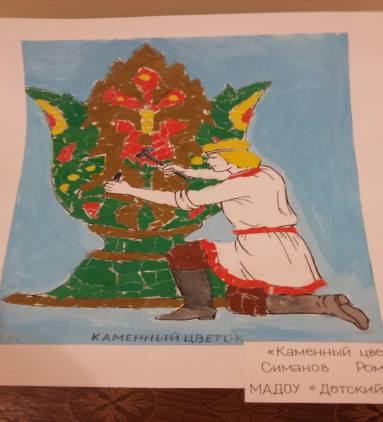 КАМЕННЫЙ ЦВЕТОК
«Каменный цве
Симанов Ром
МАДОУ «Детский